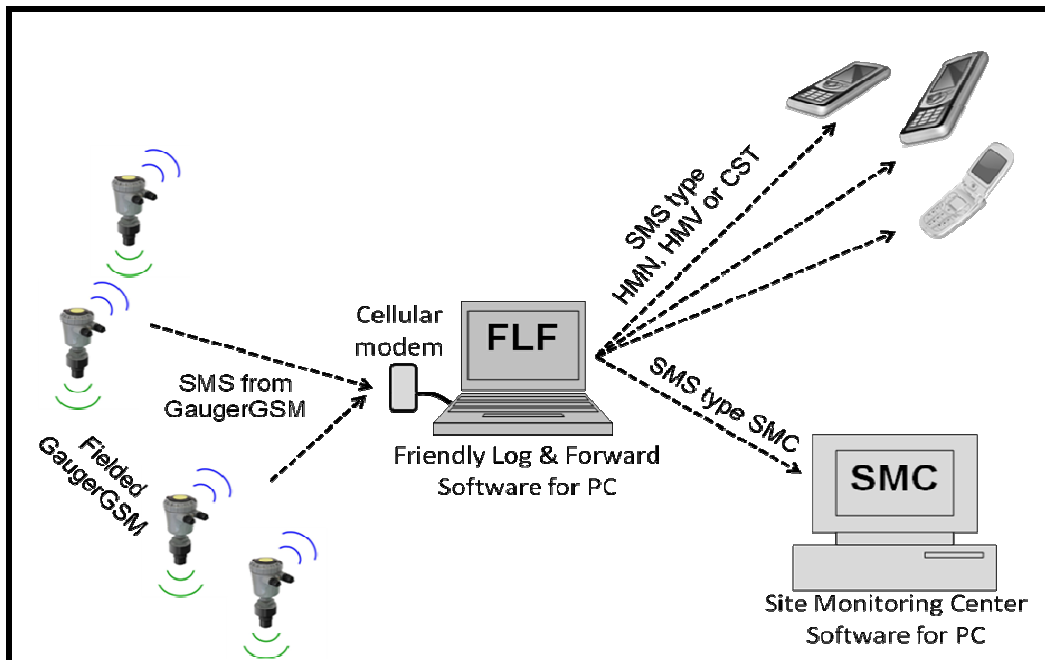 SMS type
HMN, HMV or CST
Cellular
modem
FLF
SMS from
GaugerGSM
SMS type SMC
Fielded
GaugerGSM
Friendly Log & Forward
Software for PC
SMC
Site Monitoring Center
Software for PC